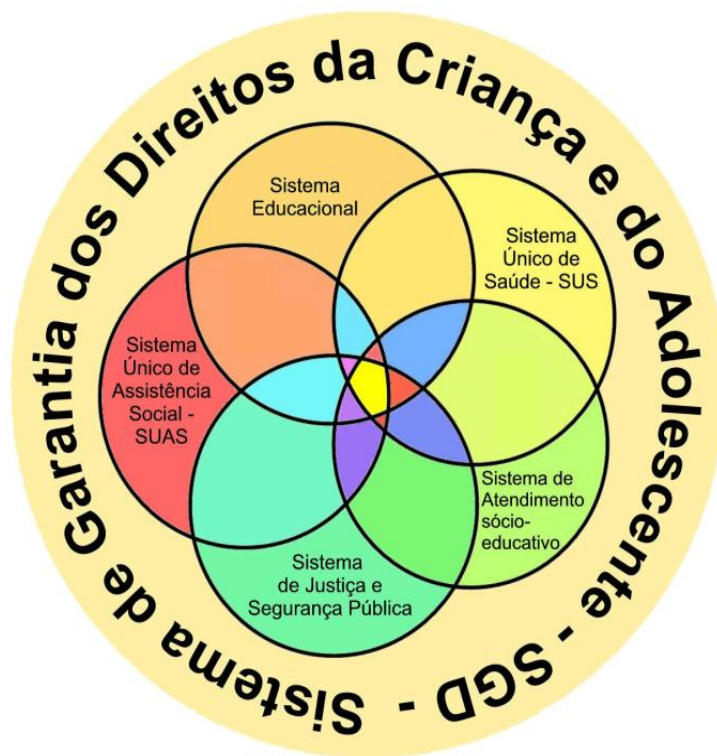 Sistema de Garantia dos Direitos da Criança e do Adolescente - SGD -
Sistema
Educacional
Sistema
Único de
Saúde - SUS
Sistema
Único de
Assistência
Social -
SUAS
Sistema de
Atendimento
sócio-
educativo
Sistema
de Justiça e
Segurança Pública